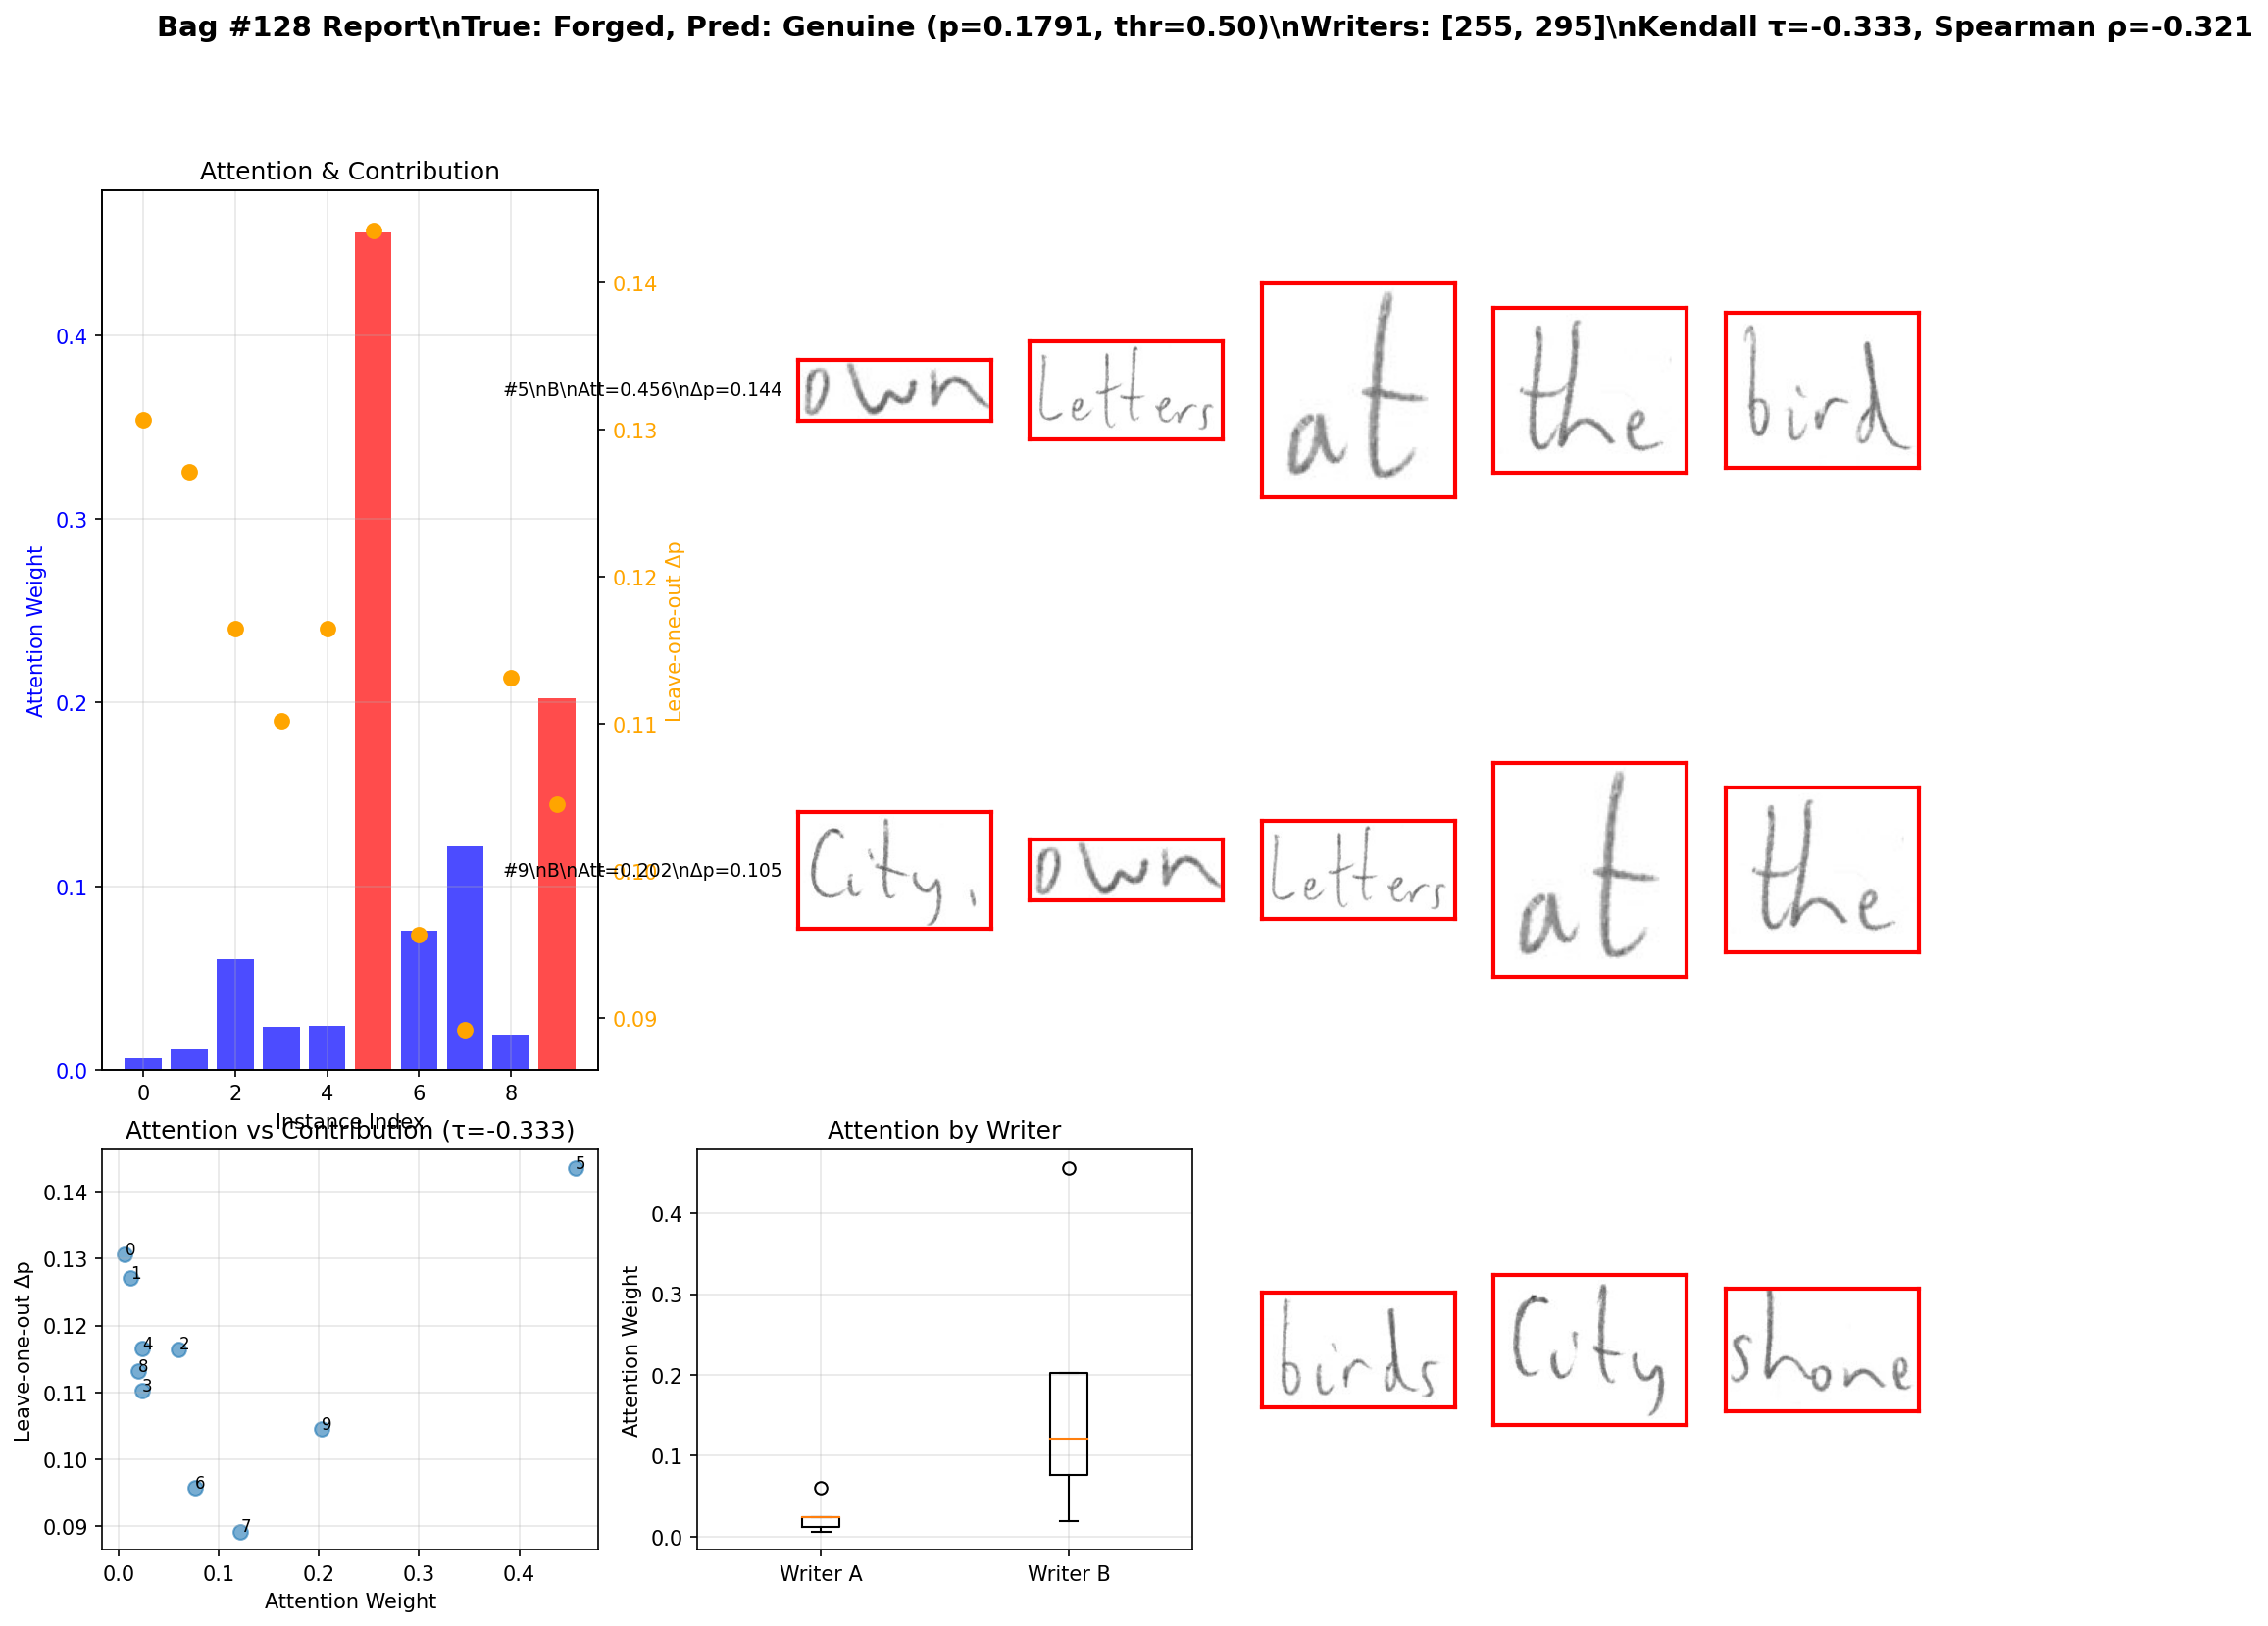 Bag #128 Report\nTrue: Forged, Pred: Genuine (p=0.1791, thr=0.50)\nWriters: [255, 295]\nKendall τ=-0.333, Spearman ρ=-0.321
Attention & Contribution
Attention Weight
0.4
0.3
0.2
0.1
0.0
0 2 4 6 8
Instance Index
0.14
0.13
0.12
0.11
0.10
0.09
Leave-one-out Δp
#5\nB\nAtt=0.456\nΔp=0.144
own Letters at the bird
#9\nB\nAtt=0.202\nΔp=0.105
City, own Letters at the
Attention vs Contribution (τ=-0.333)
Leave-one-out Δp
0.14
0.13
0.12
0.11
0.10
0.09
5
0
1
4 2
8
3
9
6
7
0.0 0.1 0.2 0.3 0.4
Attention Weight
Attention by Writer
Attention Weight
0.4
0.3
0.2
0.1
0.0
Writer A Writer B
birds City shone